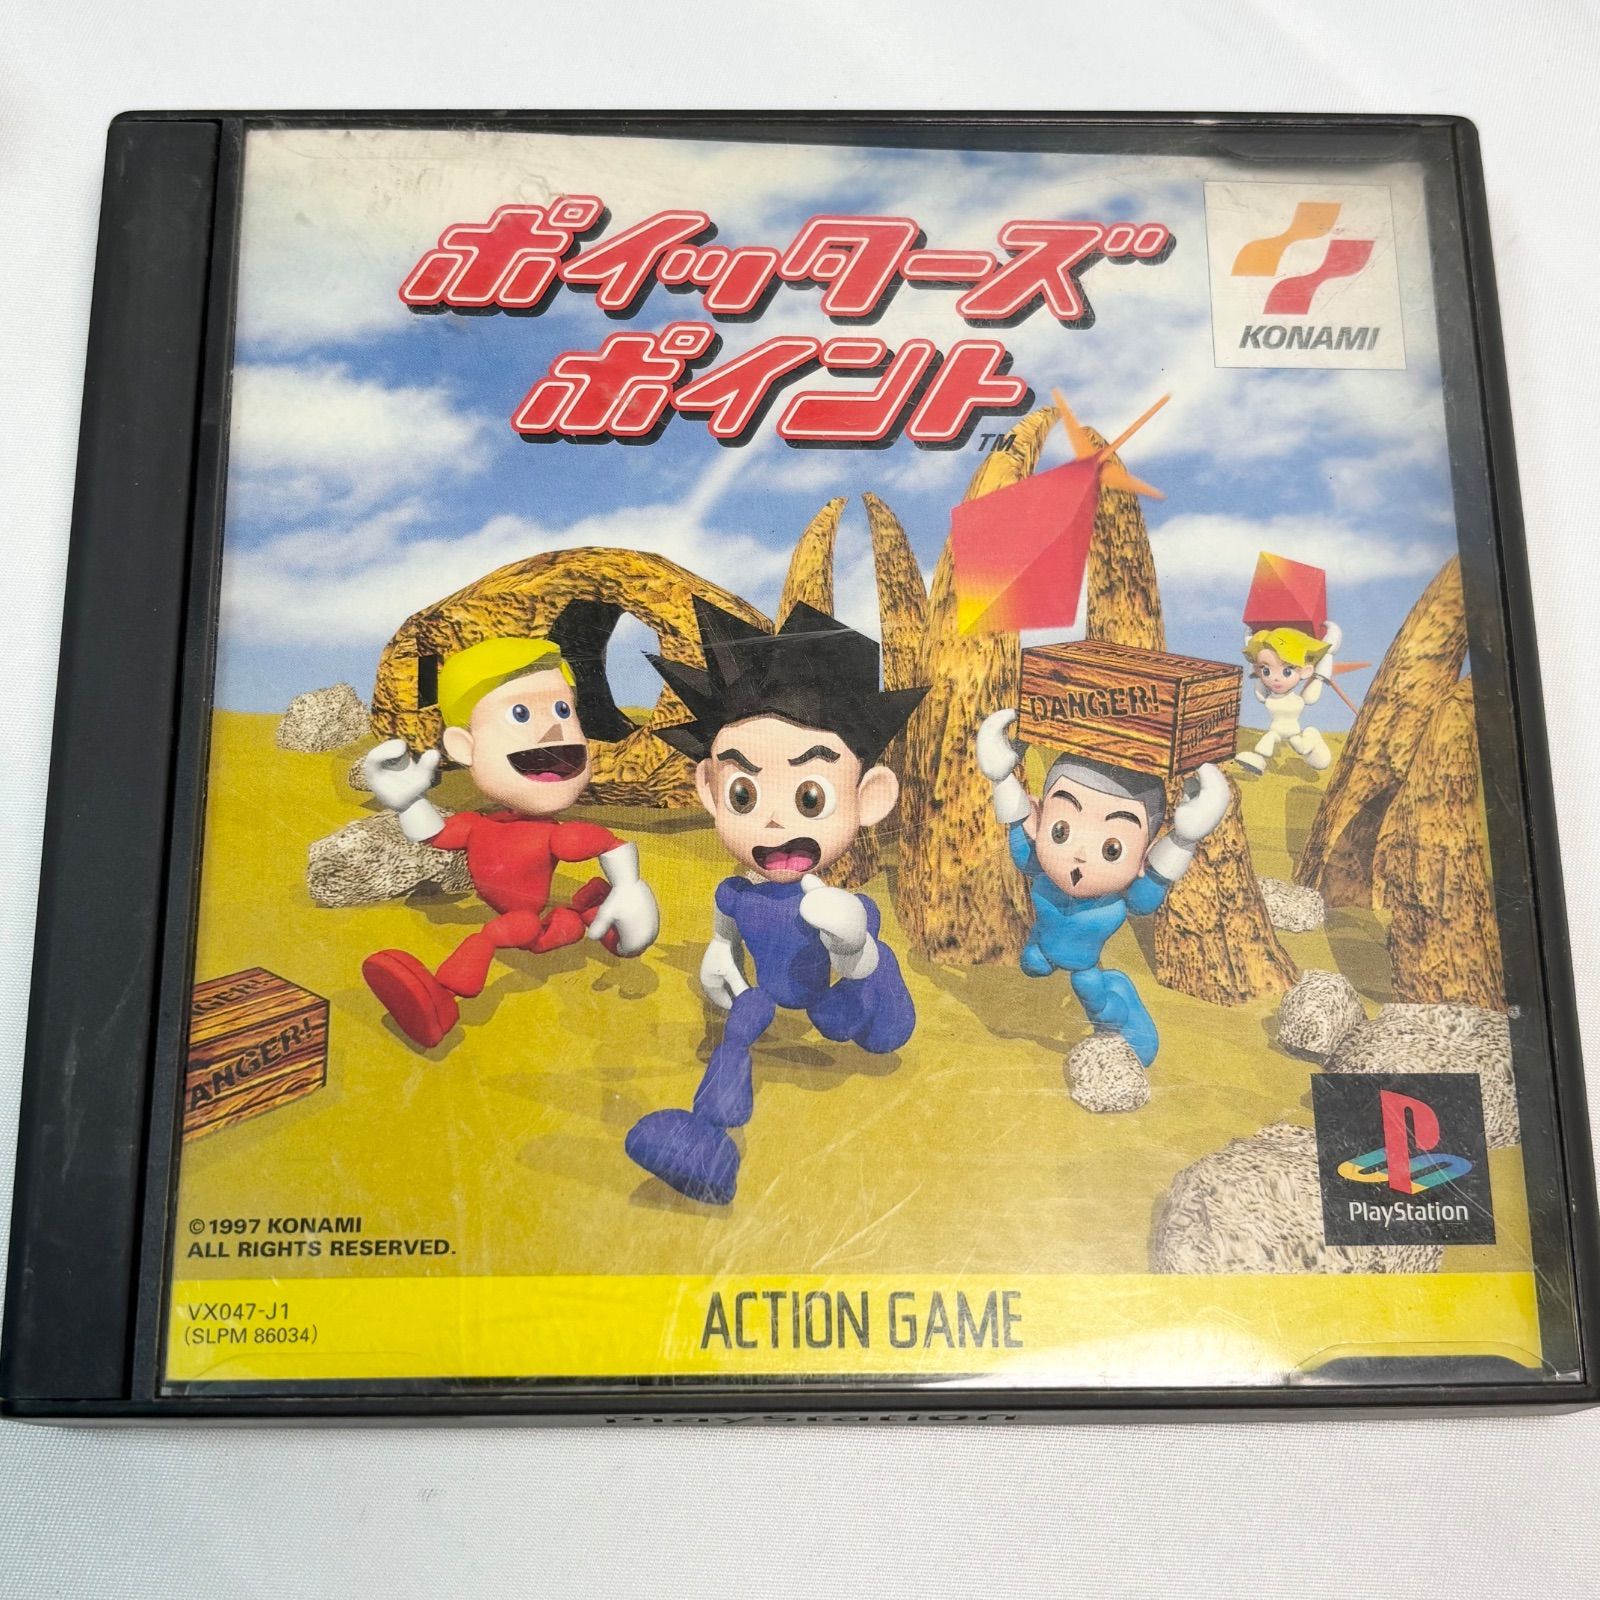 ポイッターズ
ポイント
TM
KONAMI
DANGER!
ANGER!
©1997 KONAMI
ALL RIGHTS RESERVED.
PlayStation
VX047-J1
(SLPM 86034)
ACTION GAME
PlayStation